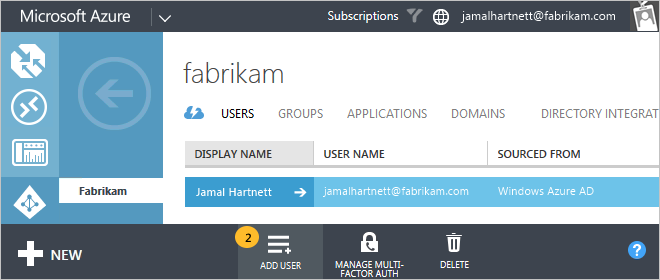 Microsoft Azure
Subscriptions
jamalhartnett@fabrikam.com
fabrikam
USERS GROUPS APPLICATIONS DOMAINS DIRECTORY INTEGRAT
DISPLAY NAME USER NAME SOURCED FROM
Fabrikam
Jamal Hartnett jamalhartnett@fabrikam.com Windows Azure AD
NEW
2
ADD USER
MANAGE MULTI-
FACTOR AUTH
DELETE
?